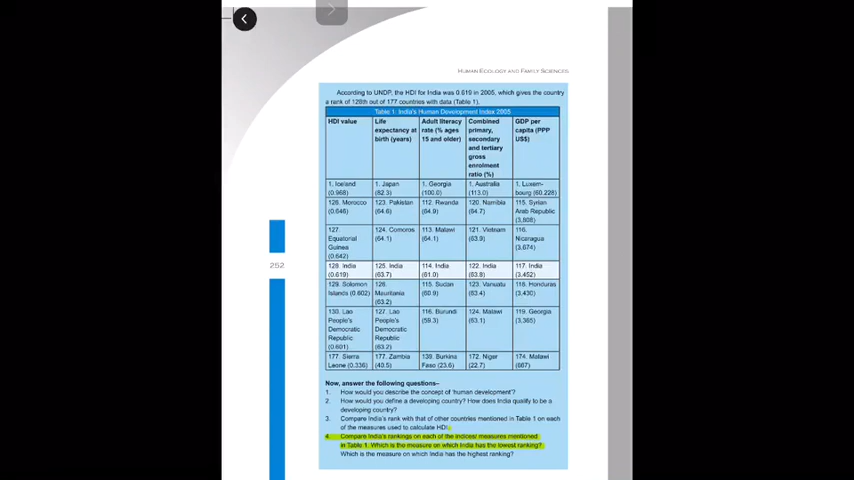 HUMAN ECOLOGY AND FAMILY SCIENCES
According to UNDP, the HDI for India was 0.619 in 2005, which gives the country
a rank of 128th out of 177 countries with data (Table 1).
Table 1: India's Human Development Index 2005
HDI value | Life expectancy at birth (years) | Adult literacy rate (% ages 15 and older) | Combined primary, secondary and tertiary gross enrolment ratio (%) | GDP per capita (PPP US$)
1. Iceland (0.968) | 1. Japan (82.3) | 1. Georgia (100.0) | 1. Australia (113.0) | 1. Luxem-bourg (60,228)
126. Morocco (0.646) | 123. Pakistan (64.6) | 112. Rwanda (64.9) | 120. Namibia (64.7) | 115. Syrian Arab Republic (3,808)
127. Equatorial Guinea (0.642) | 124. Comoros (64.1) | 113. Malawi (64.1) | 121. Vietnam (63.9) | 116. Nicaragua (3,674)
128. India (0.619) | 125. India (63.7) | 114. India (61.0) | 122. India (63.8) | 117. India (3,452)
129. Solomon Islands (0.602) | 126. Mauritania (63.2) | 115. Sudan (60.9) | 123. Vanuatu (63.4) | 118. Honduras (3,430)
130. Lao People's Democratic Republic (0.601) | 127. Lao People's Democratic Republic (63.2) | 116. Burundi (59.3) | 124. Malawi (63.1) | 119. Georgia (3,365)
177. Sierra Leone (0.336) | 177. Zambia (40.5) | 139. Burkina Faso (23.6) | 172. Niger (22.7) | 174. Malawi (667)
252
Now, answer the following questions–
1. How would you describe the concept of 'human development'?
2. How would you define a developing country? How does India qualify to be a
developing country?
3. Compare India's rank with that of other countries mentioned in Table 1 on each
of the measures used to calculate HDI.
4. Compare India's rankings on each of the indices/ measures mentioned
in Table 1. Which is the measure on which India has the lowest ranking?
Which is the measure on which India has the highest ranking?